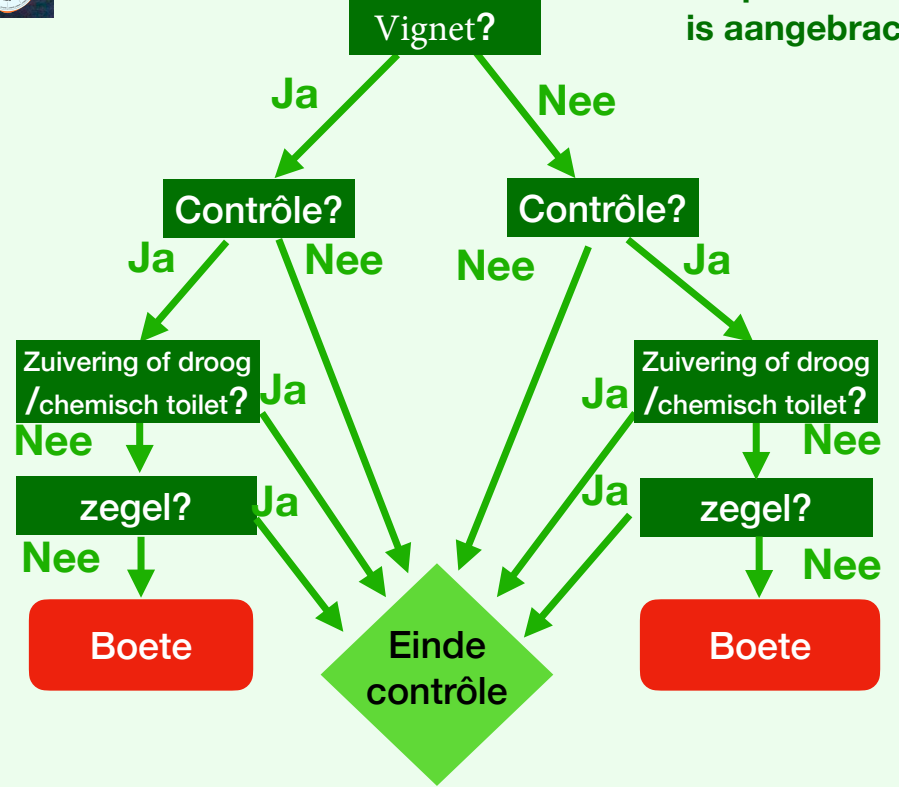 is aangebrac
Vignet?
Ja
Nee
Contrôle?
Contrôle?
Ja
Nee
Nee
Ja
Zuivering of droog
/chemisch toilet?
Zuivering of droog
/chemisch toilet?
Ja
Ja
Nee
Nee
zegel?
zegel?
Ja
Ja
Nee
Nee
Boete
Boete
Einde
contrôle